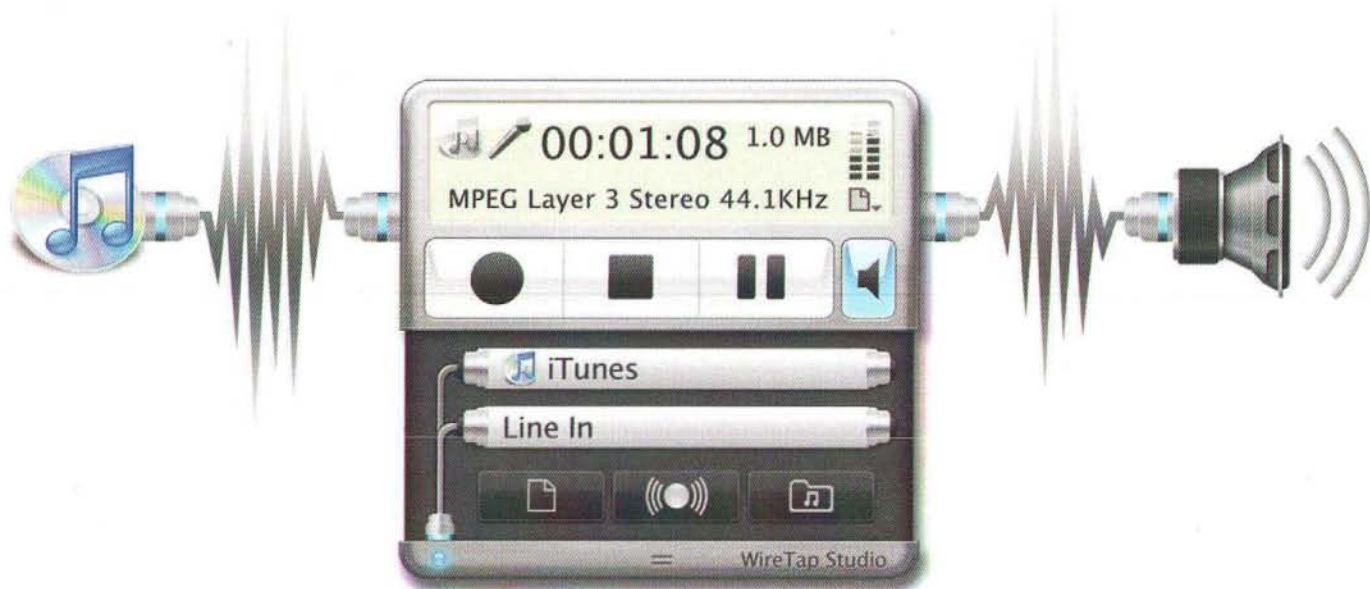 00:01:08 1.0 MB
MPEG Layer 3 Stereo 44.1KHz
iTunes
Line In
WireTap Studio